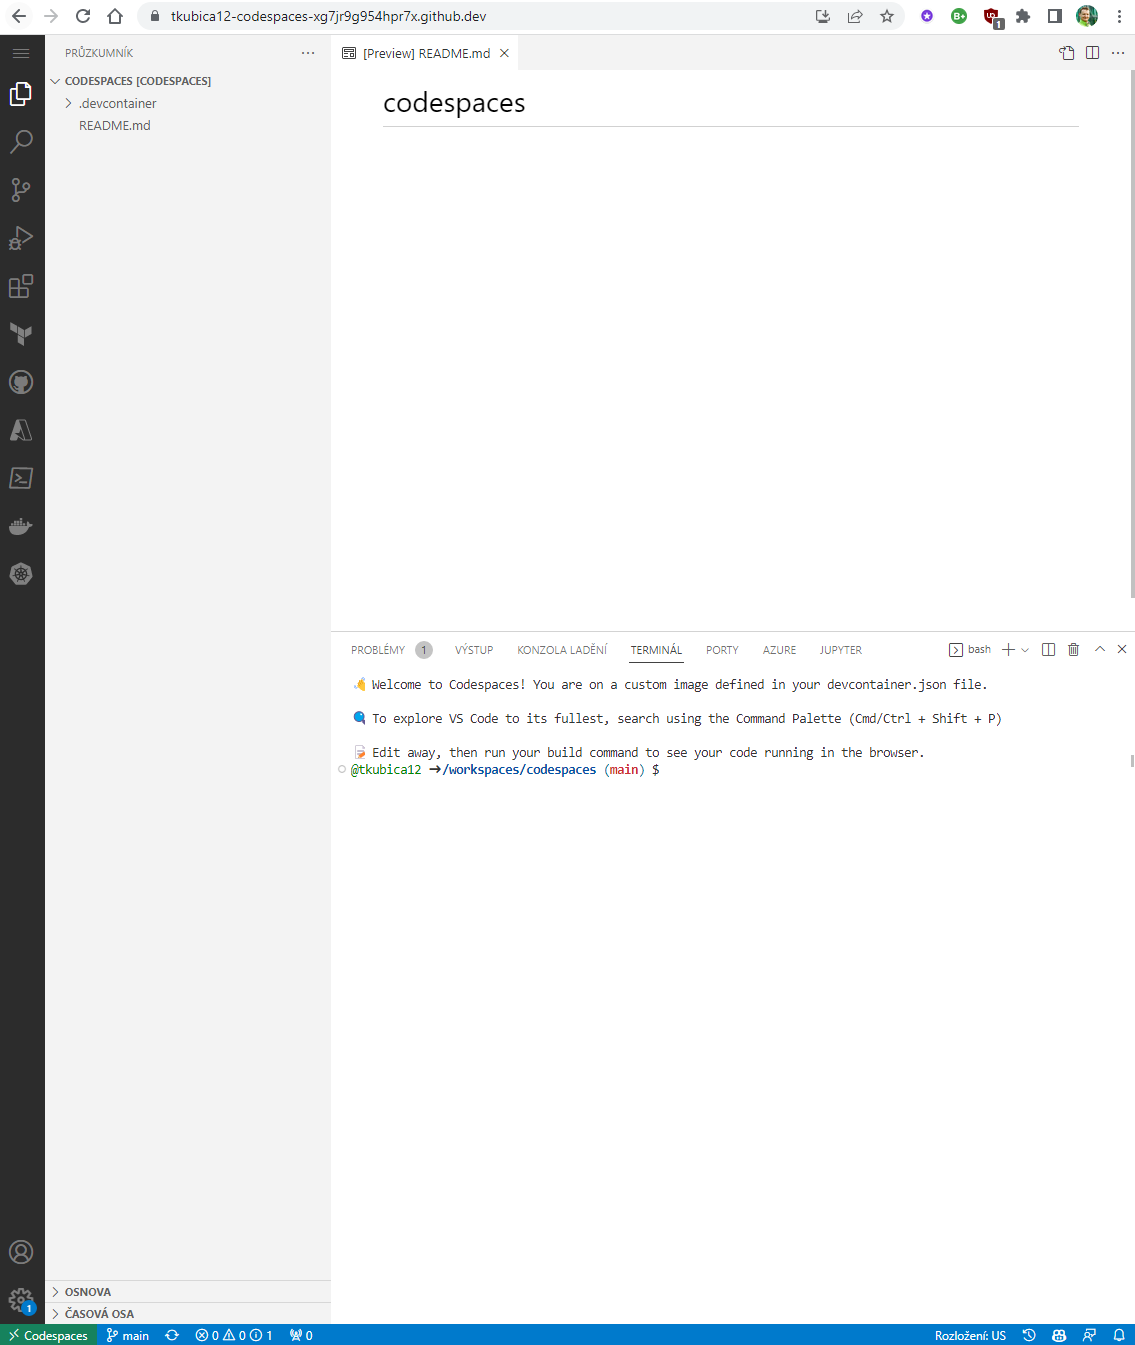 tkubica12-codespaces-xg7jr9g954hpr7x.github.dev
1
PRŮZKUMNÍK
CODESPACES [CODESPACES]
.devcontainer
README.md
[Preview] README.md
codespaces
PROBLÉMY 1 VÝSTUP KONZOLA LADĚNÍ TERMINÁL PORTY AZURE JUPYTER bash
Welcome to Codespaces! You are on a custom image defined in your devcontainer.json file.
To explore VS Code to its fullest, search using the Command Palette (Cmd/Ctrl + Shift + P)
Edit away, then run your build command to see your code running in the browser.
@tkubica12 ➜/workspaces/codespaces (main) $
OSNOVA
1
ČASOVÁ OSA
Codespaces main 0 0 1 0 Rozložení: US